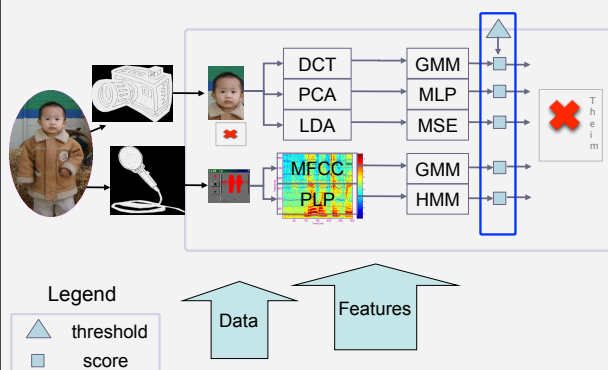 DCT
GMM
PCA
MLP
LDA
MSE
MFCC
GMM
PLP
HMM
T
h
e
i
m
Data
Features
Legend
threshold
score